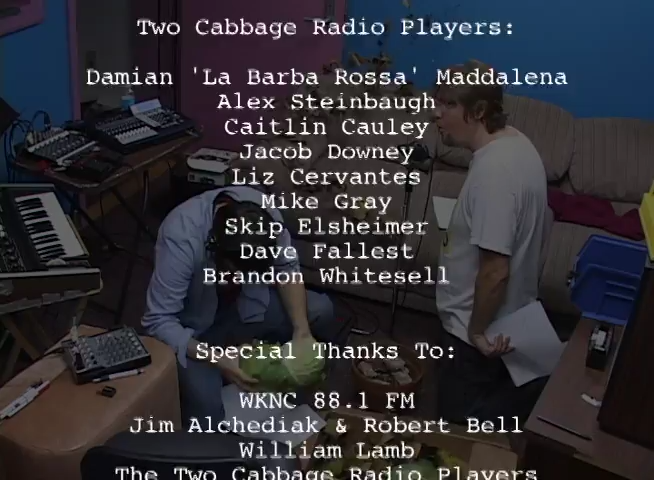 Two Cabbage Radio Players:
Damian 'La Barba Rossa' Maddalena
Alex Steinbaugh
Caitlin Cauley
Jacob Downey
Liz Cervantes
Mike Gray
Skip Elsheimer
Dave Fallest
Brandon Whitesell
Special Thanks To:
WKNC 88.1 FM
Jim Alchediak & Robert Bell
William Lamb
The Two Cabbage Radio Players